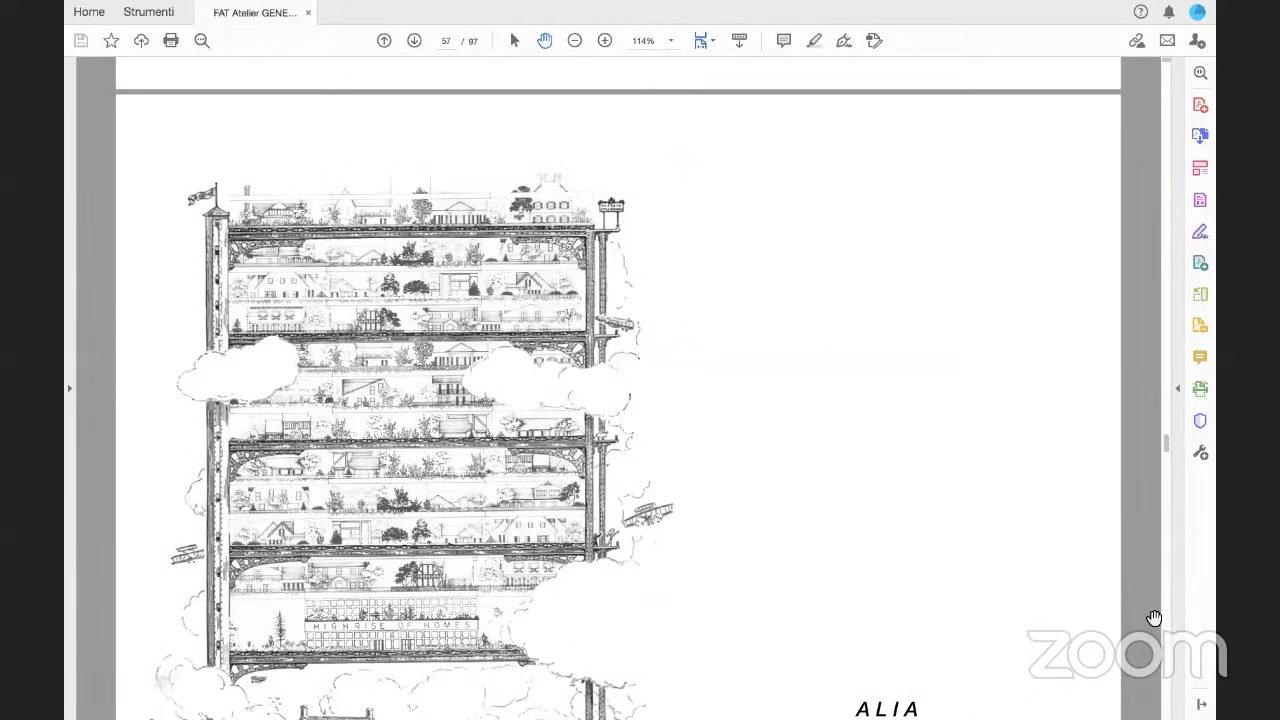 Home Strumenti FAT Atelier GENE... ×
57 / 97 114%
HIGHRISE OF HOMES
zoom
ALIA